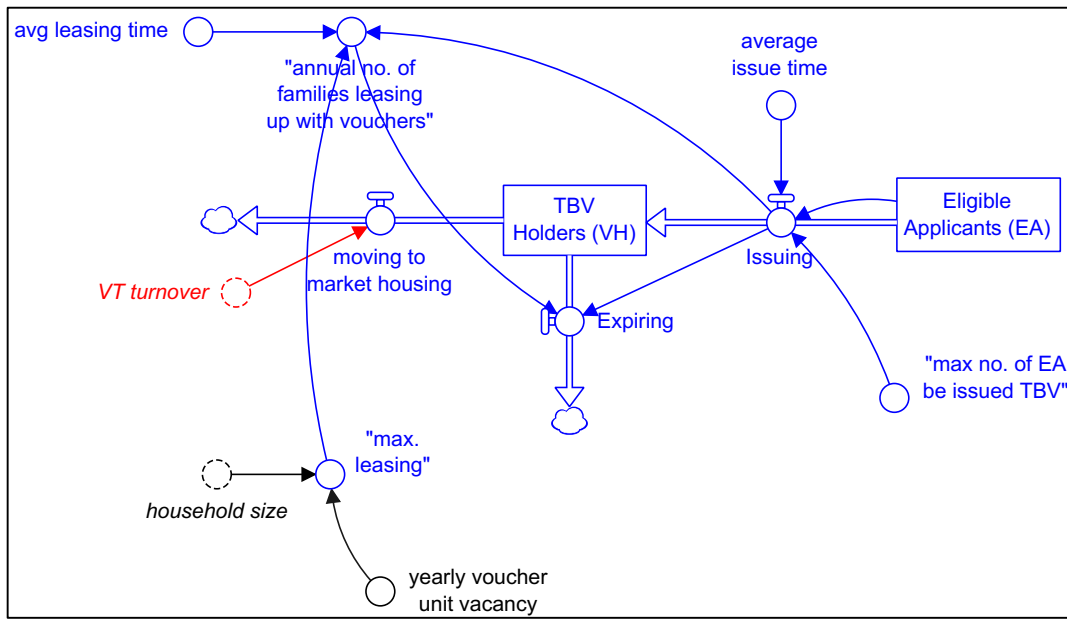 avg leasing time
"annual no. of
families leasing
up with vouchers"
average
issue time
TBV
Holders (VH)
Eligible
Applicants (EA)
moving to
market housing
Issuing
VT turnover
Expiring
"max no. of EA
be issued TBV"
"max.
leasing"
household size
yearly voucher
unit vacancy